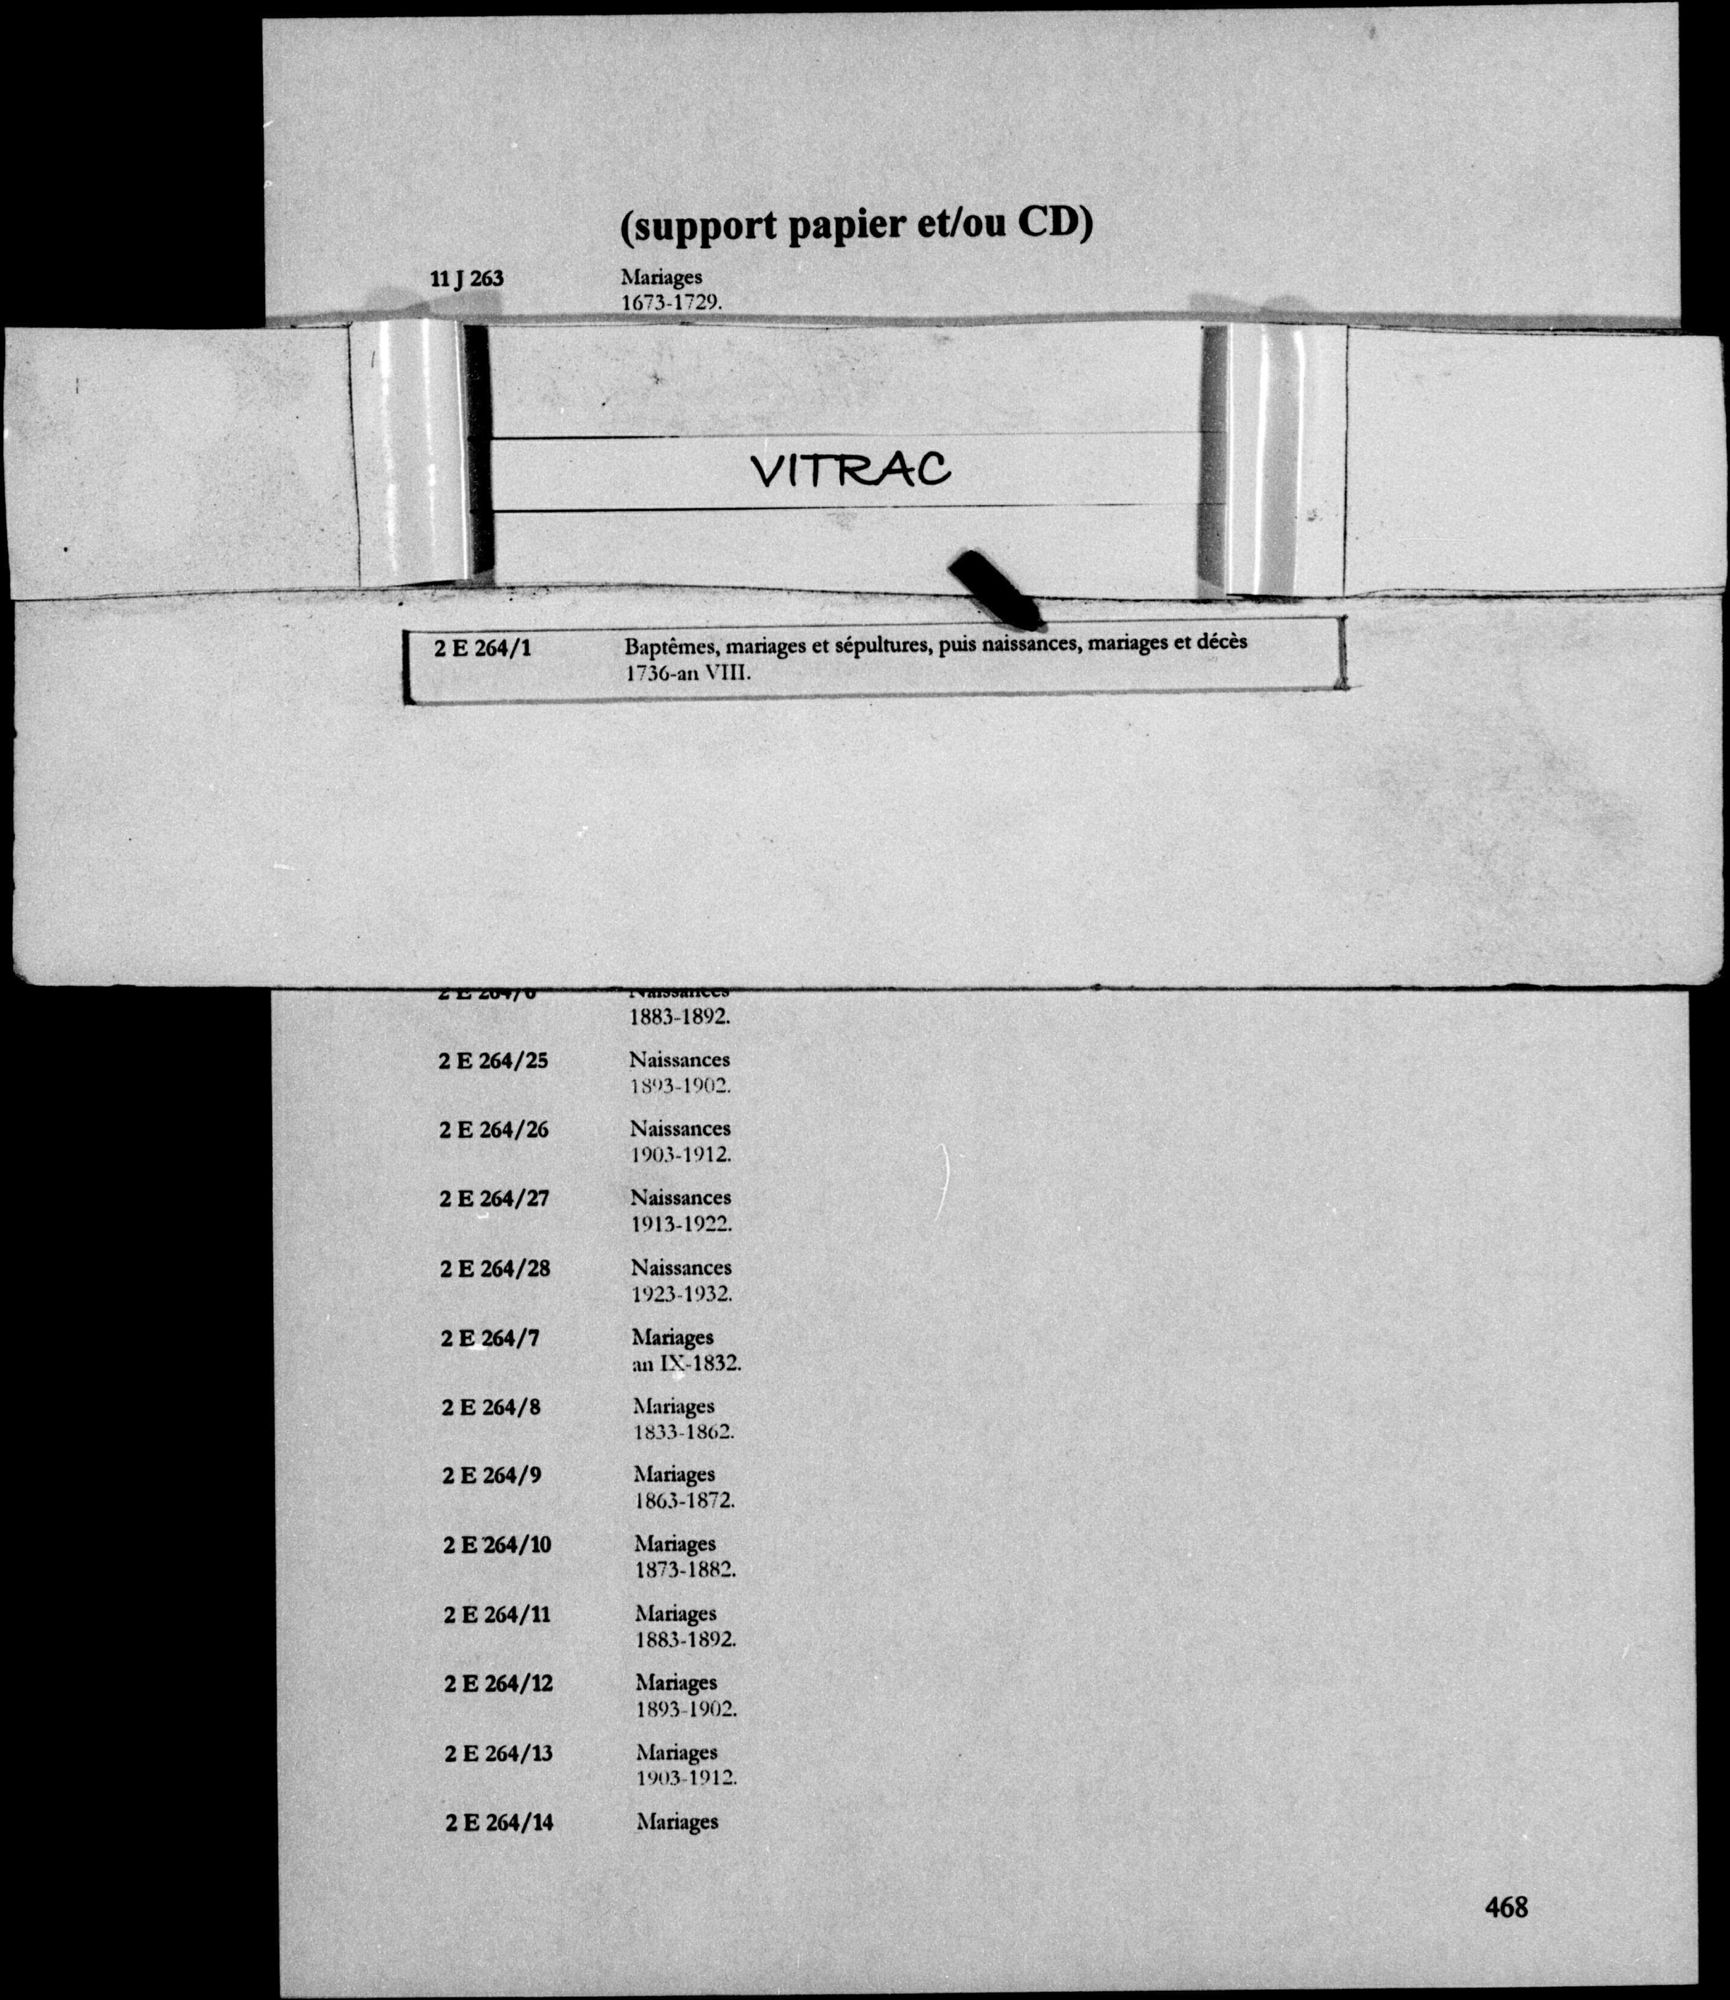 (support papier et/ou CD)
11 J 263 Mariages
1673-1729.
VITRAC
2 E 264/1 Baptêmes, mariages et sépultures, puis naissances, mariages et décès
1736-an VIII.
2 E 264/6 Naissances
1883-1892.
2 E 264/25 Naissances
1893-1902.
2 E 264/26 Naissances
1903-1912.
2 E 264/27 Naissances
1913-1922.
2 E 264/28 Naissances
1923-1932.
2 E 264/7 Mariages
an IX-1832.
2 E 264/8 Mariages
1833-1862.
2 E 264/9 Mariages
1863-1872.
2 E 264/10 Mariages
1873-1882.
2 E 264/11 Mariages
1883-1892.
2 E 264/12 Mariages
1893-1902.
2 E 264/13 Mariages
1903-1912.
2 E 264/14 Mariages
468